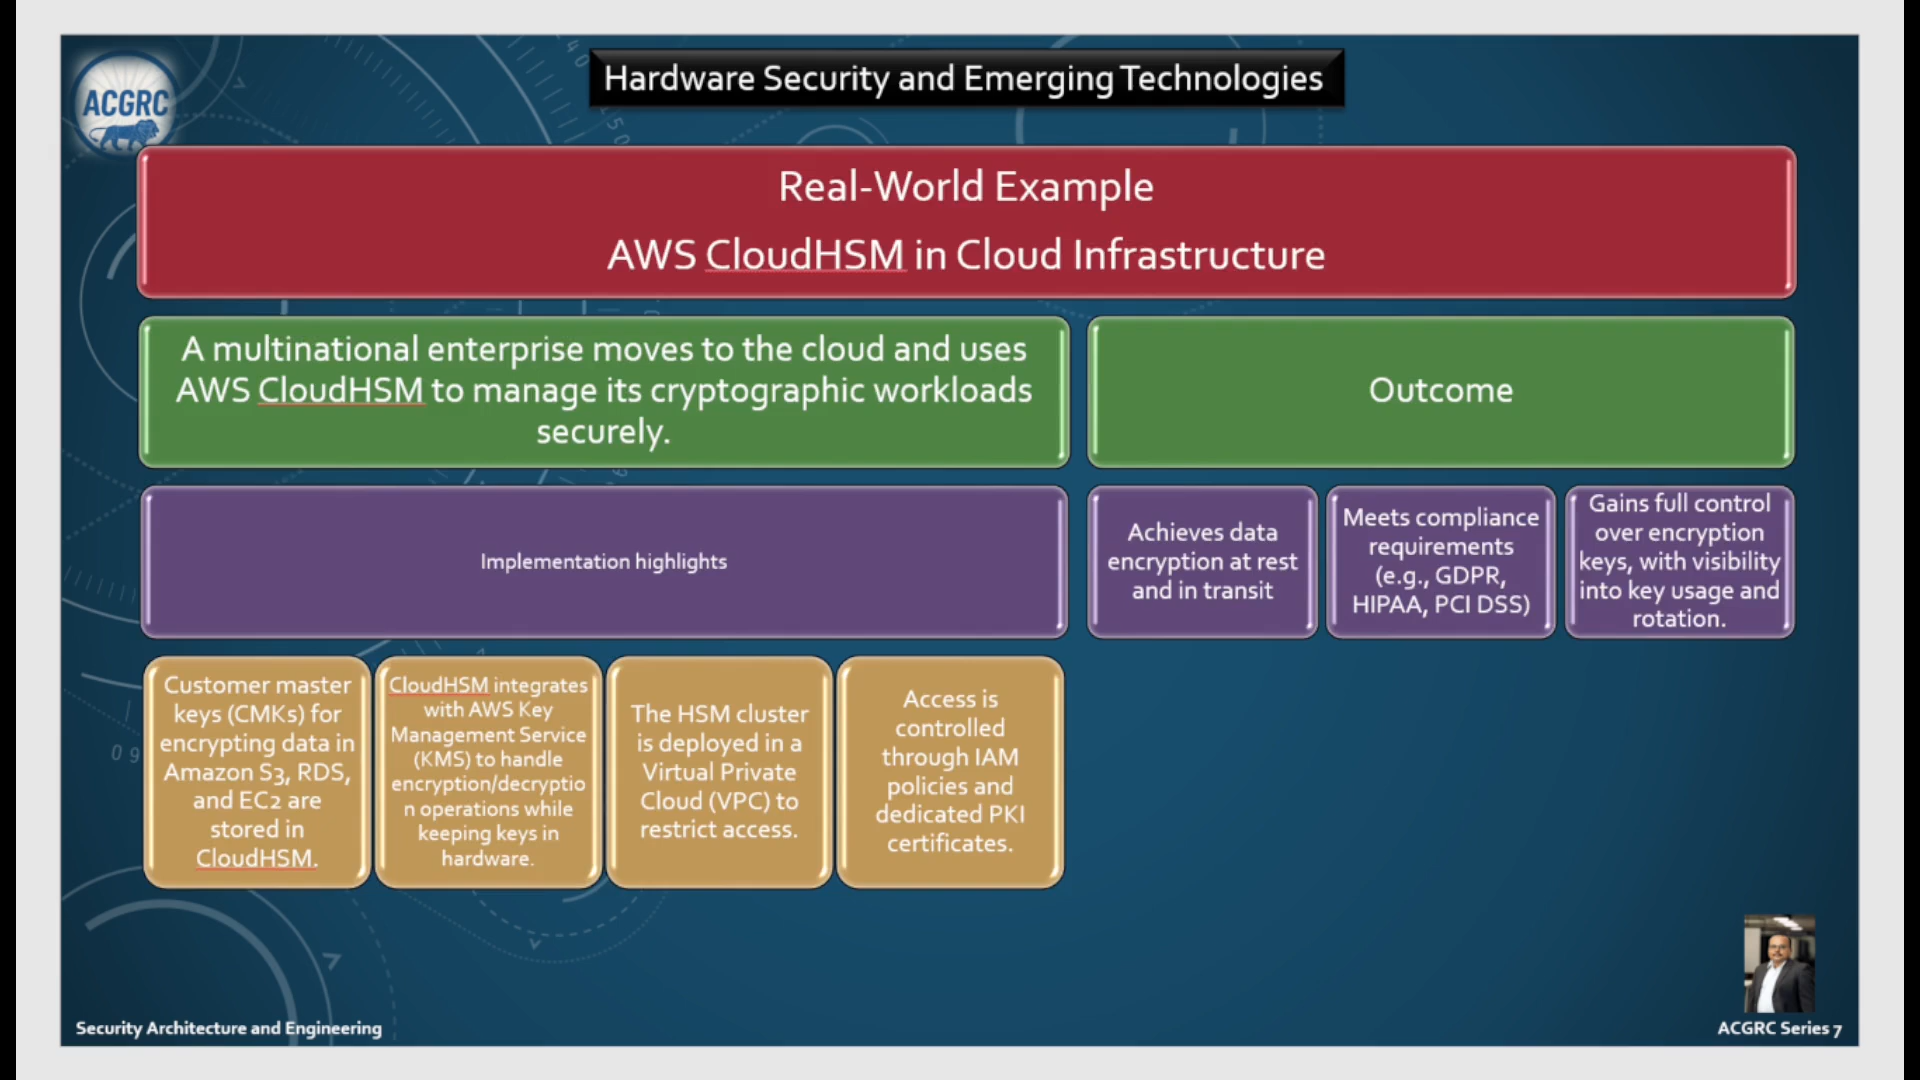 Hardware Security and Emerging Technologies
ACGRC
Real-World Example
AWS CloudHSM in Cloud Infrastructure
A multinational enterprise moves to the cloud and uses
AWS CloudHSM to manage its cryptographic workloads
securely.
Outcome
Implementation highlights
Achieves data
encryption at rest
and in transit
Meets compliance
requirements
(e.g., GDPR,
HIPAA, PCI DSS)
Gains full control
over encryption
keys, with visibility
into key usage and
rotation.
Customer master
keys (CMKs) for
encrypting data in
Amazon S3, RDS,
and EC2 are
stored in
CloudHSM.
CloudHSM integrates
with AWS Key
Management Service
(KMS) to handle
encryption/decryptio
n operations while
keeping keys in
hardware.
The HSM cluster
is deployed in a
Virtual Private
Cloud (VPC) to
restrict access.
Access is
controlled
through IAM
policies and
dedicated PKI
certificates.
Security Architecture and Engineering
ACGRC Series 7